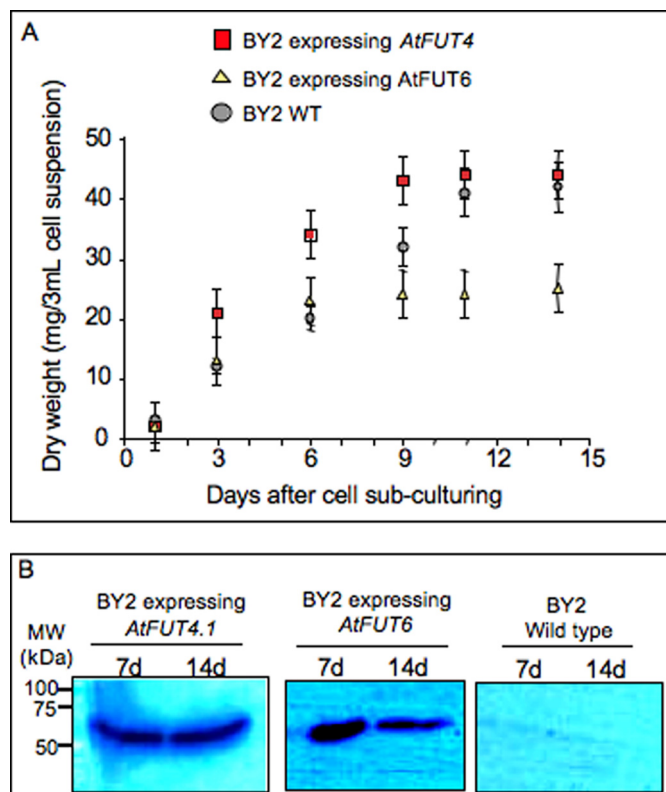 A
BY2 expressing AtFUT4
BY2 expressing AtFUT6
BY2 WT
Dry weight (mg/3mL cell suspension)
50
40
30
20
10
0
0 3 6 9 12 15
Days after cell sub-culturing
B
MW
(kDa)
BY2 expressing
AtFUT4.1
BY2 expressing
AtFUT6
BY2
Wild type
7d 14d 7d 14d 7d 14d
100
75
50